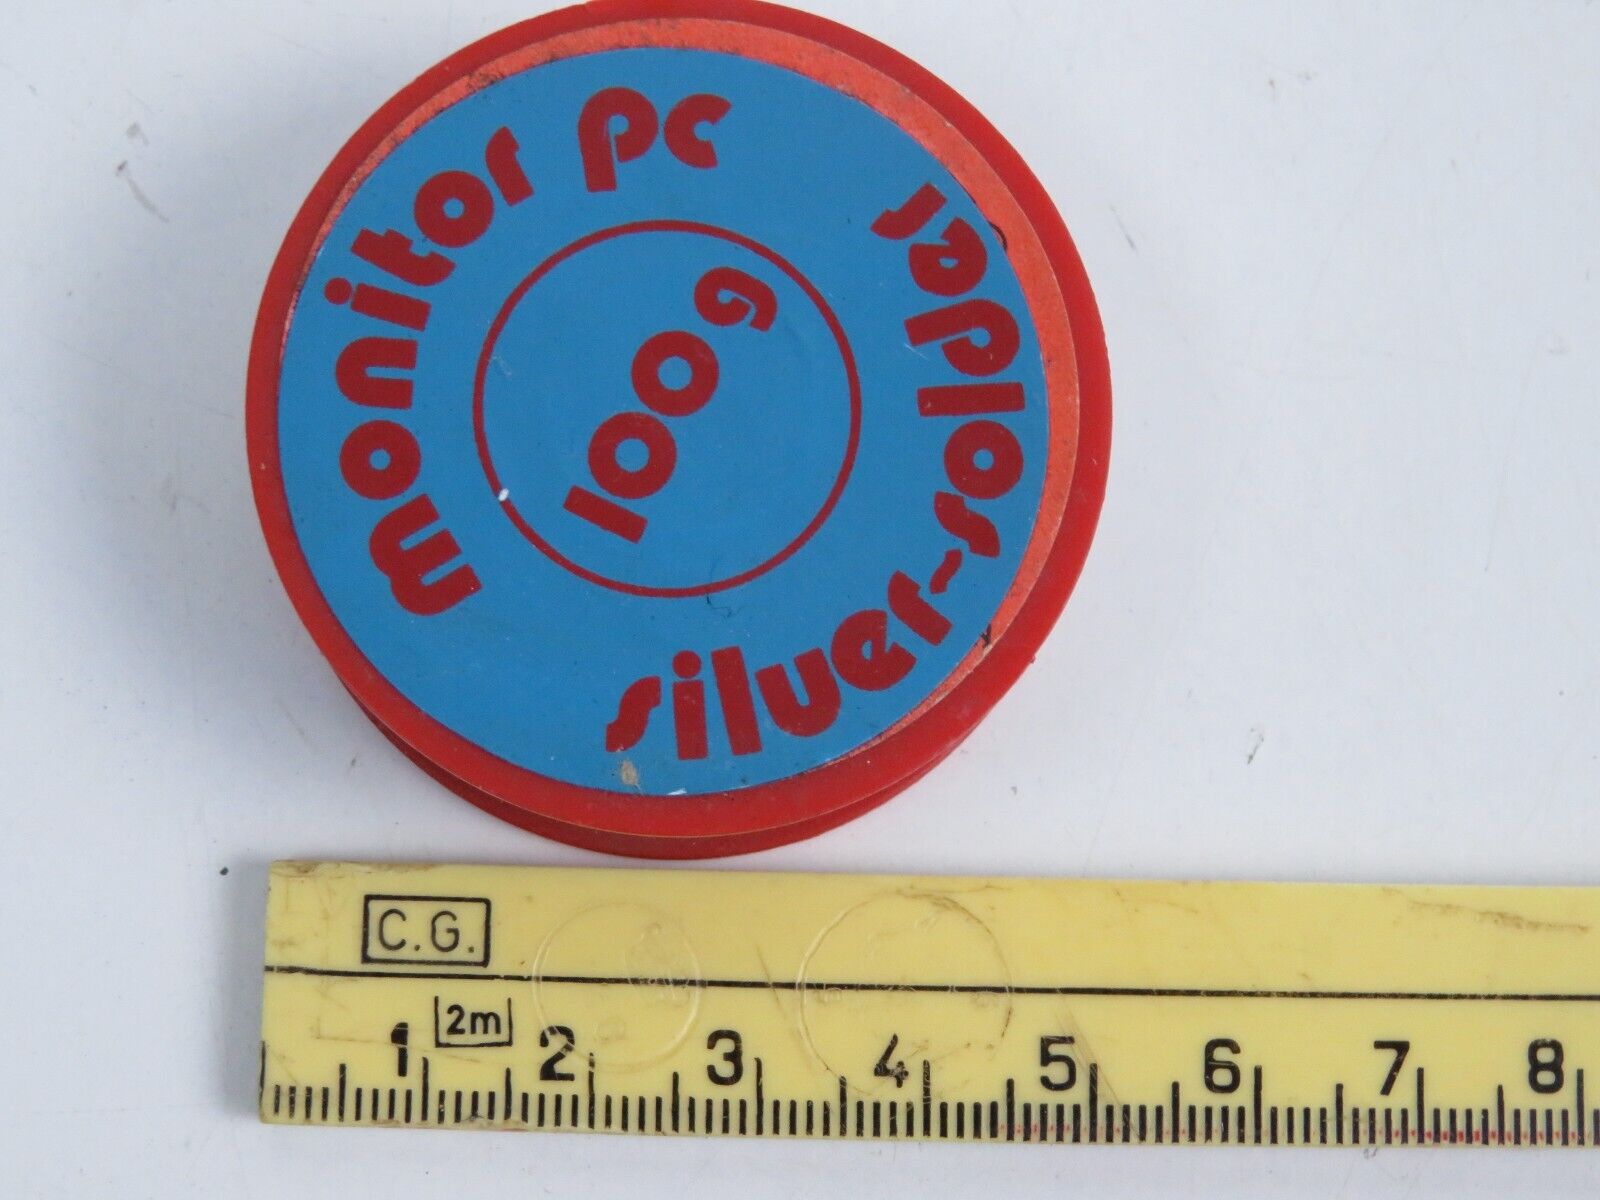 monitor pc
silver-solder
100g
C.G.
2m
1 2 3 4 5 6 7 8